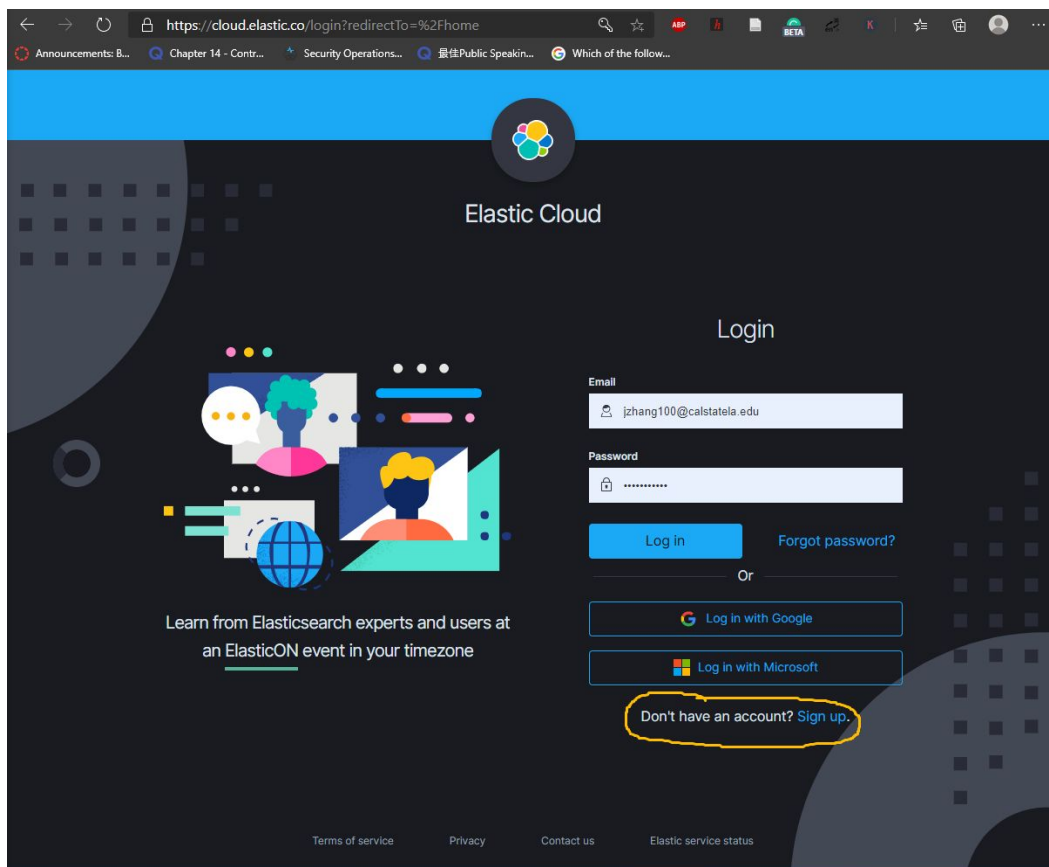 https://cloud.elastic.co/login?redirectTo=%2Fhome
ABP
h
BETA
K
Announcements: B...
Chapter 14 - Contr...
Security Operations...
最佳Public Speakin...
Which of the follow...
Elastic Cloud
Login
Email
jzhang100@calstatela.edu
Password
···········
Log in
Forgot password?
Or
Log in with Google
Log in with Microsoft
Don't have an account? Sign up.
Learn from Elasticsearch experts and users at
an ElasticON event in your timezone
Terms of service
Privacy
Contact us
Elastic service status